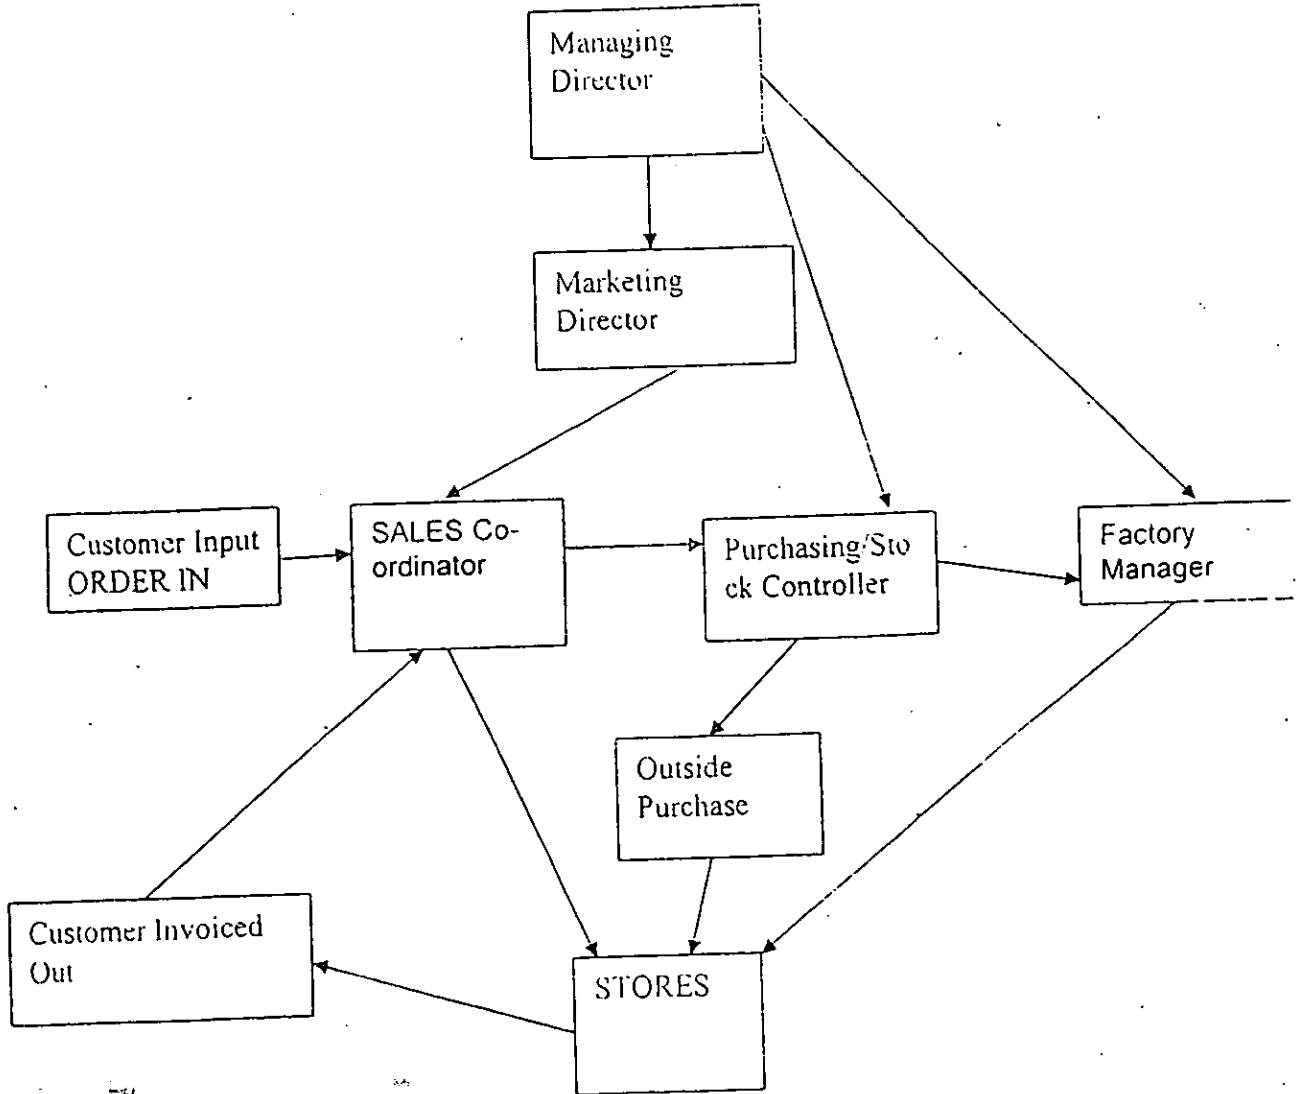 Managing
Director
Marketing
Director
Customer Input
ORDER IN
SALES Co-
ordinator
Purchasing/Sto
ck Controller
Factory
Manager
Outside
Purchase
Customer Invoiced
Out
STORES